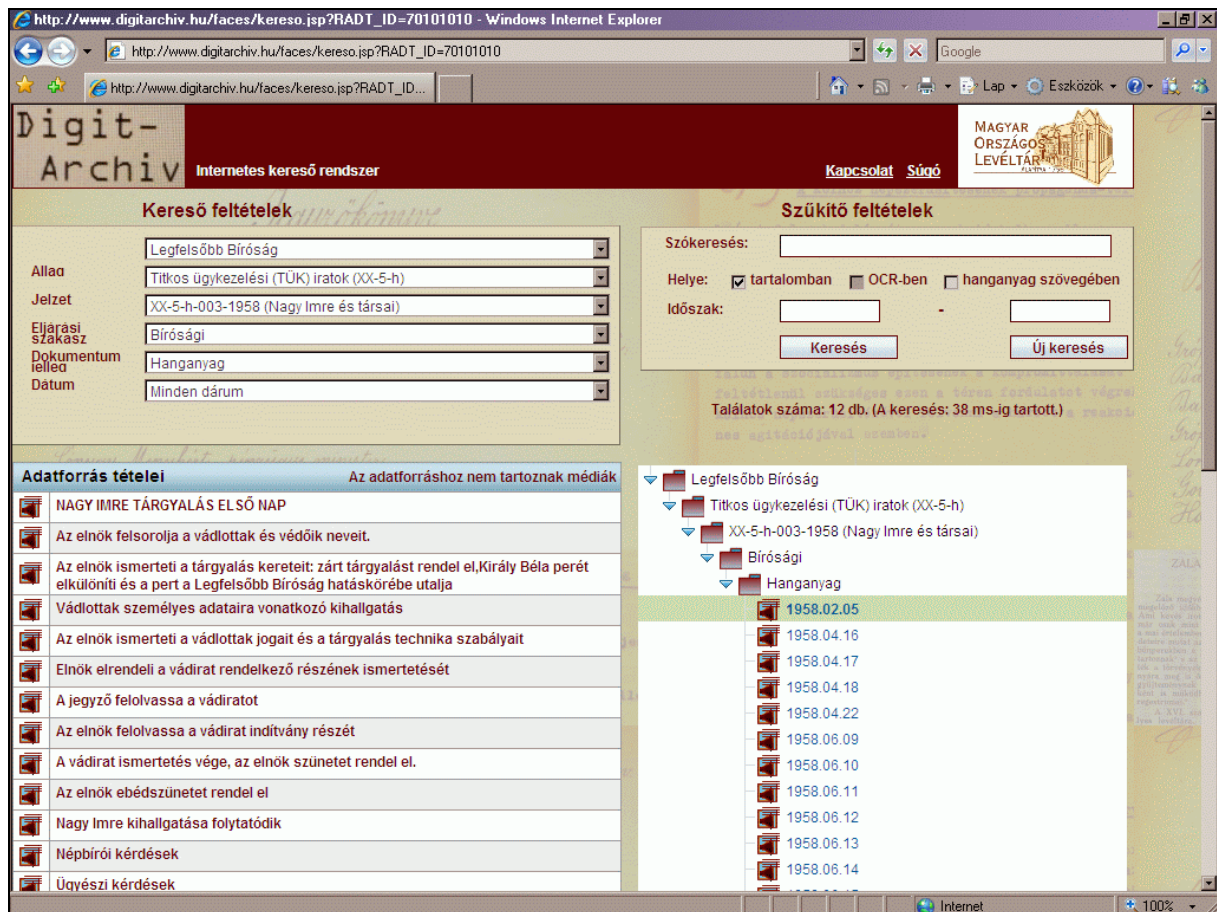 http://www.digitarchiv.hu/faces/kereso.jsp?RADT_ID=70101010 - Windows Internet Explorer
http://www.digitarchiv.hu/faces/kereso.jsp?RADT_ID=70101010
Google
http://www.digitarchiv.hu/faces/kereso.jsp?RADT_ID...
Lap
Eszközök
Digit-
Archiv
Internetes kereső rendszer
Kapcsolat Súgó
MAGYAR
ORSZÁGOS
LEVÉLTÁR
Kereső feltételek
Legfelsőbb Bíróság
Allag
Titkos ügykezelési (TÜK) iratok (XX-5-h)
Jelzet
XX-5-h-003-1958 (Nagy Imre és társai)
Eljárási
szakasz
Bírósági
Dokumentum
jelleg
Hanganyag
Dátum
Minden dárum
Szűkítő feltételek
Szókeresés:
Helye: tartalomban OCR-ben hanganyag szövegében
Időszak: -
Keresés Új keresés
Találatok száma: 12 db. (A keresés: 38 ms-ig tartott.)
Adatforrás tételei Az adatforráshoz nem tartoznak médiák
NAGY IMRE TÁRGYALÁS ELSŐ NAP
Az elnök felsorolja a vádlottak és védőik neveit.
Az elnök ismerteti a tárgyalás kereteit: zárt tárgyalást rendel el,Király Béla perét
elkülöníti és a pert a Legfelsőbb Bíróság hatáskörébe utalja
Vádlottak személyes adataira vonatkozó kihallgatás
Az elnök ismerteti a vádlottak jogait és a tárgyalás technika szabályait
Elnök elrendeli a vádirat rendelkező részének ismertetését
A jegyző felolvassa a vádiratot
Az elnök felolvassa a vádirat indítvány részét
A vádirat ismertetés vége, az elnök szünetet rendel el.
Az elnök ebédszünetet rendel el
Nagy Imre kihallgatása folytatódik
Népbírói kérdések
Ügyészi kérdések
Legfelsőbb Bíróság
Titkos ügykezelési (TÜK) iratok (XX-5-h)
XX-5-h-003-1958 (Nagy Imre és társai)
Bírósági
Hanganyag
1958.02.05
1958.04.16
1958.04.17
1958.04.18
1958.04.22
1958.06.09
1958.06.10
1958.06.11
1958.06.12
1958.06.13
1958.06.14
Internet
100%